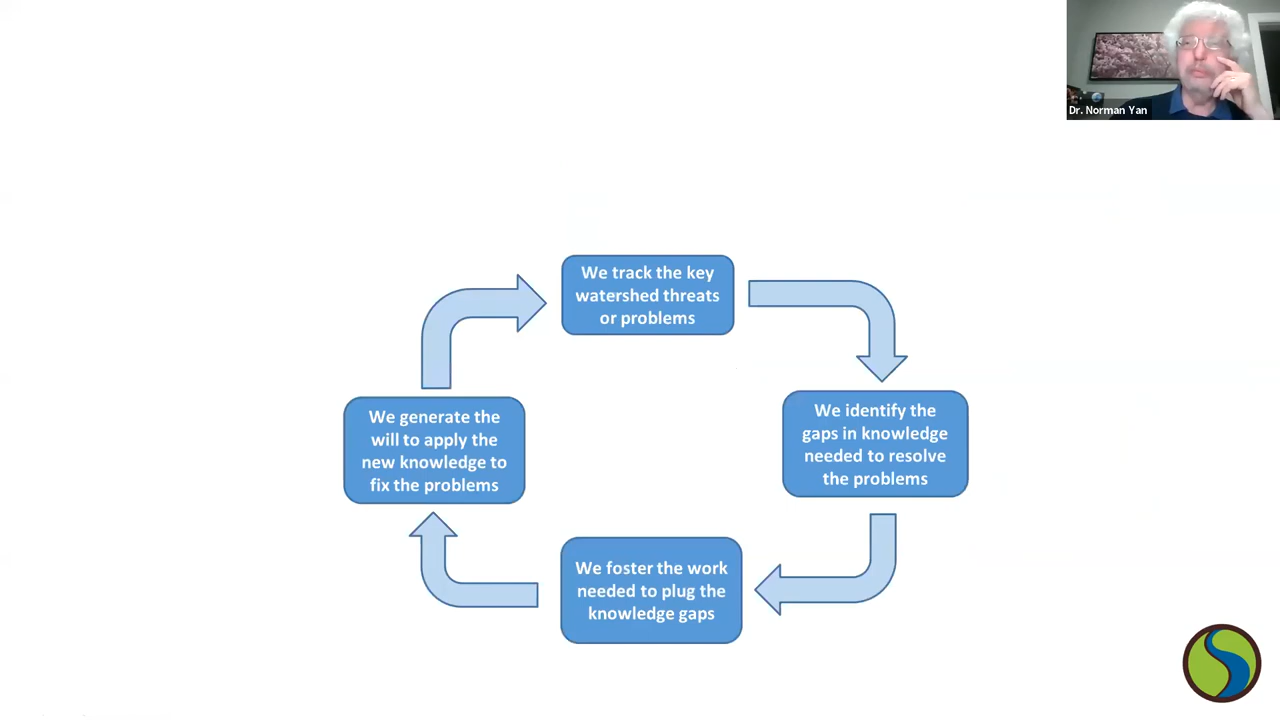 Dr. Norman Yan
We track the key
watershed threats
or problems
We identify the
gaps in knowledge
needed to resolve
the problems
We foster the work
needed to plug the
knowledge gaps
We generate the
will to apply the
new knowledge to
fix the problems